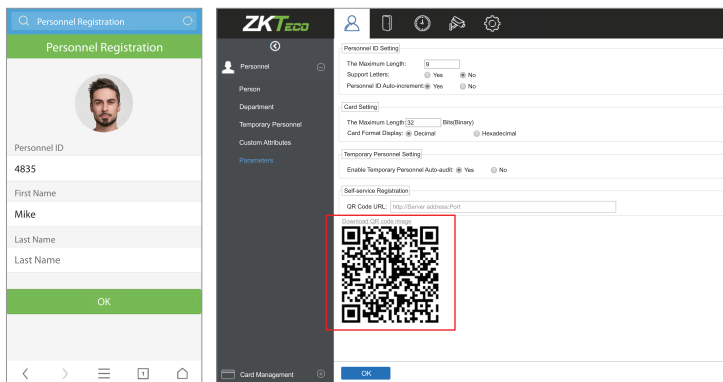 Personnel Registration
Personnel Registration
Personnel ID
4835
First Name
Mike
Last Name
Last Name
OK
1
ZKTeco
Personnel
Person
Department
Temporary Personnel
Custom Attributes
Parameters
Card Management
Personnel ID Setting
The Maximum Length: 9
Support Letters: Yes No
Personnel ID Auto-increment: Yes No
Card Setting
The Maximum Length: 32 Bits(Binary)
Card Format Display: Decimal Hexadecimal
Temporary Personnel Setting
Enable Temporary Personnel Auto-audit: Yes No
Self-service Registration
QR Code URL: http://Server address:Port
Download QR code image
OK